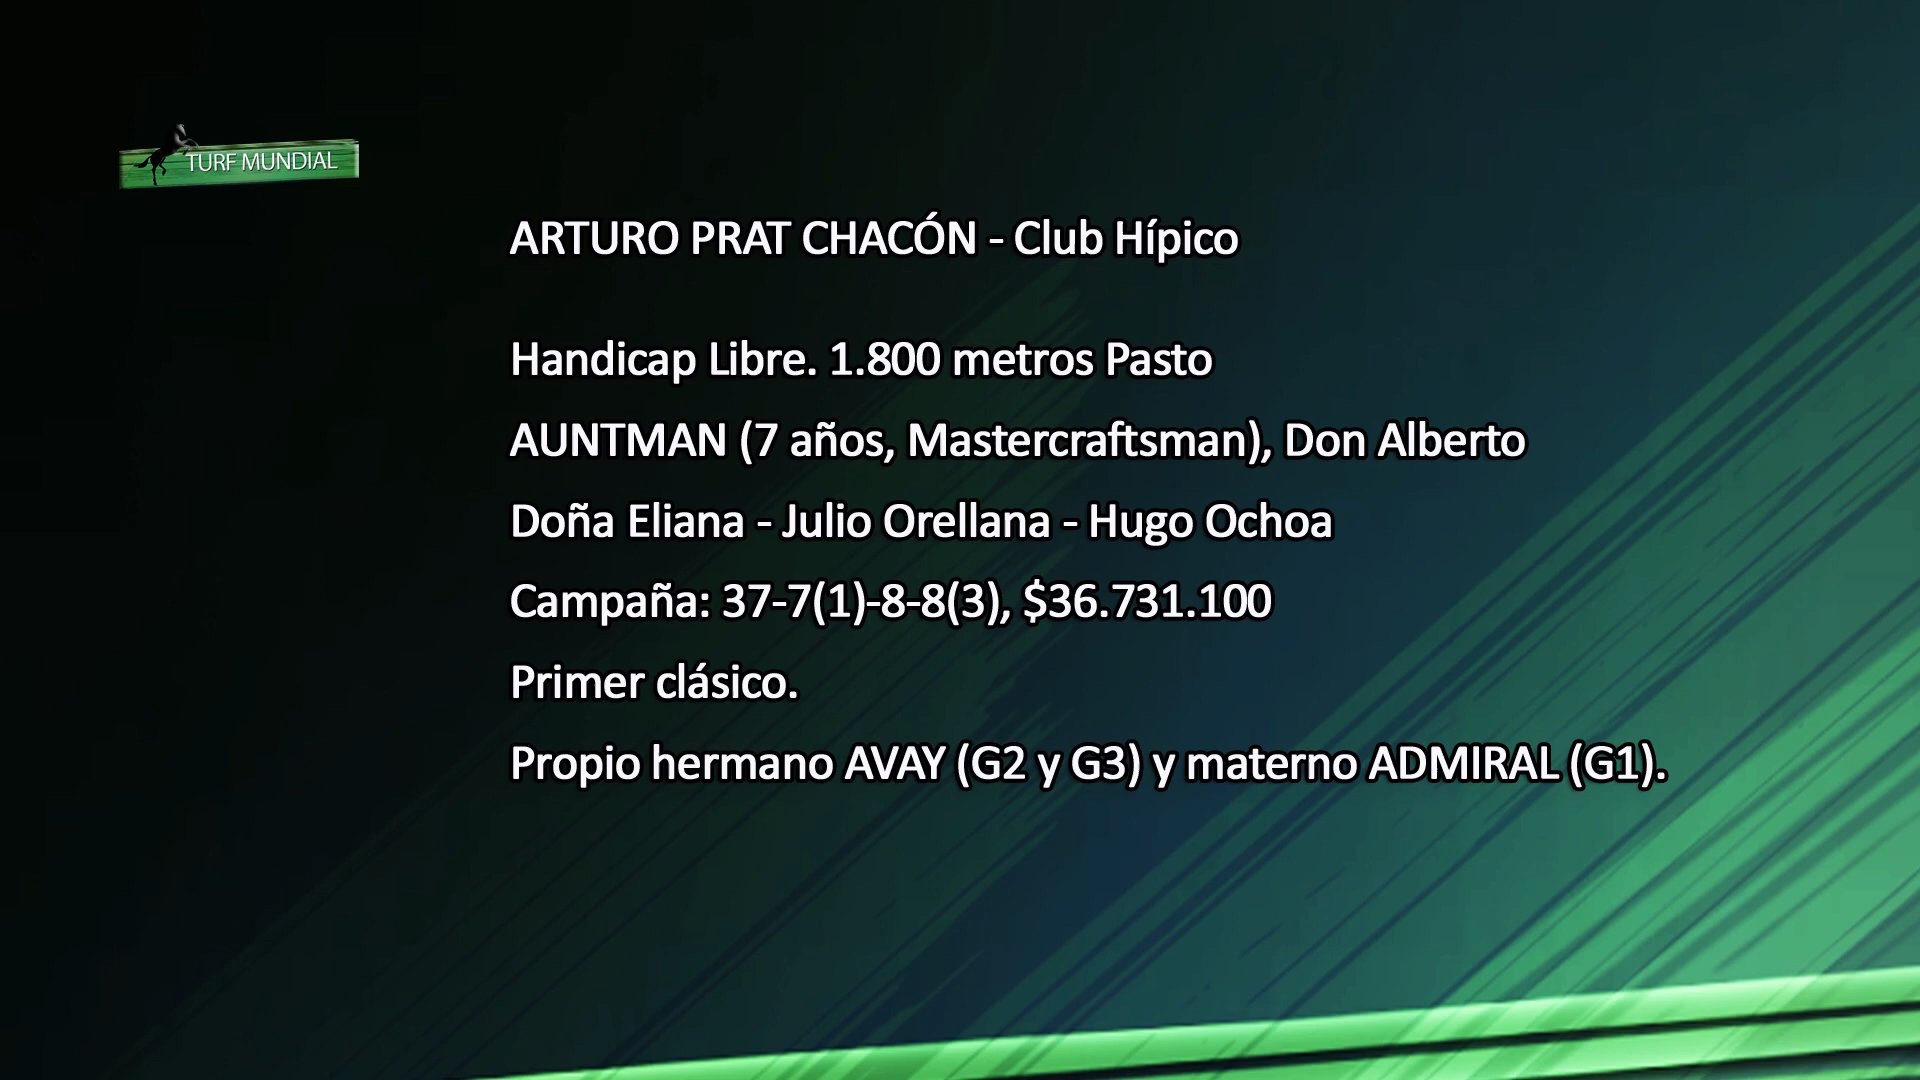 TURF MUNDIAL
ARTURO PRAT CHACÓN - Club Hípico
Handicap Libre. 1.800 metros Pasto
AUNTMAN (7 años, Mastercraftsman), Don Alberto
Doña Eliana - Julio Orellana - Hugo Ochoa
Campaña: 37-7(1)-8-8(3), $36.731.100
Primer clásico.
Propio hermano AVAY (G2 y G3) y materno ADMIRAL (G1).